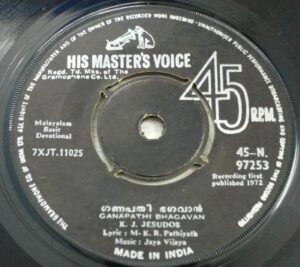 HIS MASTER'S VOICE
Regd. Td. Mks. of The
Gramophone Co. Ltd.
45 R.P.M.
Malayalam
Basic
Devotional
7XJT.11025
45-N.
97253
Recording first
published 1972
ഗണപതി ഭഗവാൻ
GANAPATHI BHAGAVAN
K. J. JESUDOS
Lyric : M. K. R. Pathiyath
Music : Jaya Vijaya
MADE IN INDIA